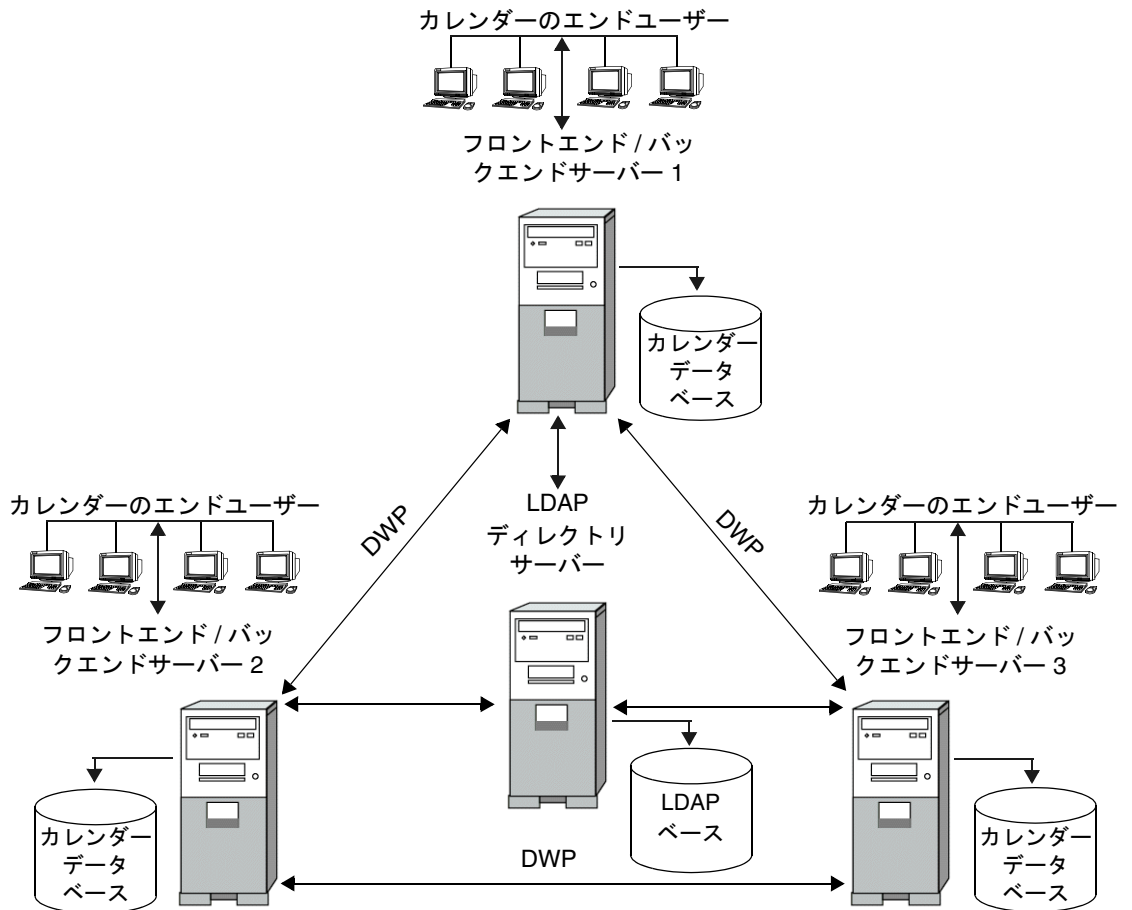 カレンダーのエンドユーザー
フロントエンド / バッ
クエンドサーバー 1
カレンダー
データ
ベース
LDAP
ディレクトリ
サーバー
DWP
DWP
カレンダーのエンドユーザー
フロントエンド / バッ
クエンドサーバー 2
カレンダーのエンドユーザー
フロントエンド / バッ
クエンドサーバー 3
カレンダー
データ
ベース
LDAP
ベース
カレンダー
データ
ベース
DWP